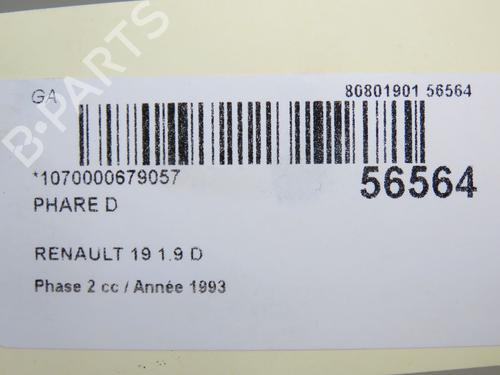 GA
80801901 56564
*1070000679057
56564
PHARE D
RENAULT 19 1.9 D
Phase 2 cc / Année 1993
B-PARTS